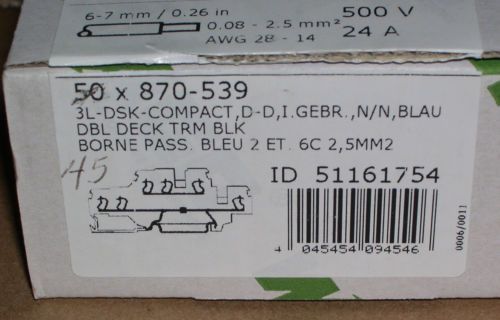 6-7 mm / 0.26 in
500 V
0.08 - 2.5 mm²
24 A
AWG 28 - 14
50 x 870-539
3L-DSK-COMPACT,D-D,I.GEBR.,N/N,BLAU
DBL DECK TRM BLK
BORNE PASS. BLEU 2 ET. 6C 2,5MM2
45
ID 51161754
4 045454 094546
0006/0011